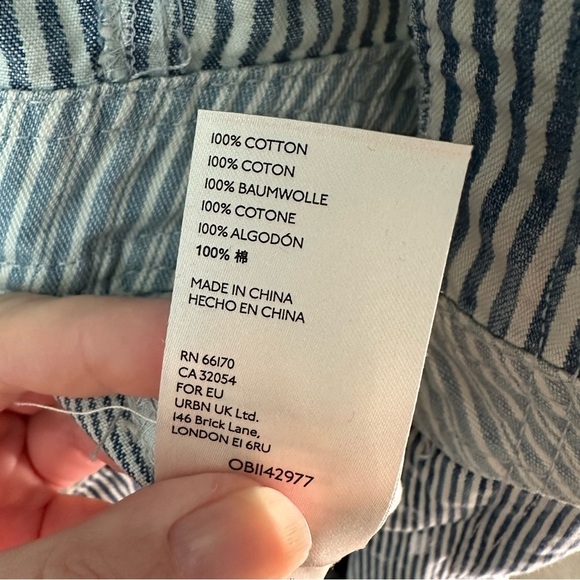 100% COTTON
100% COTON
100% BAUMWOLLE
100% COTONE
100% ALGODÓN
100% 棉
MADE IN CHINA
HECHO EN CHINA
RN 66170
CA 32054
FOR EU
URBN UK Ltd.
146 Brick Lane,
LONDON E1 6RU
OB1142977